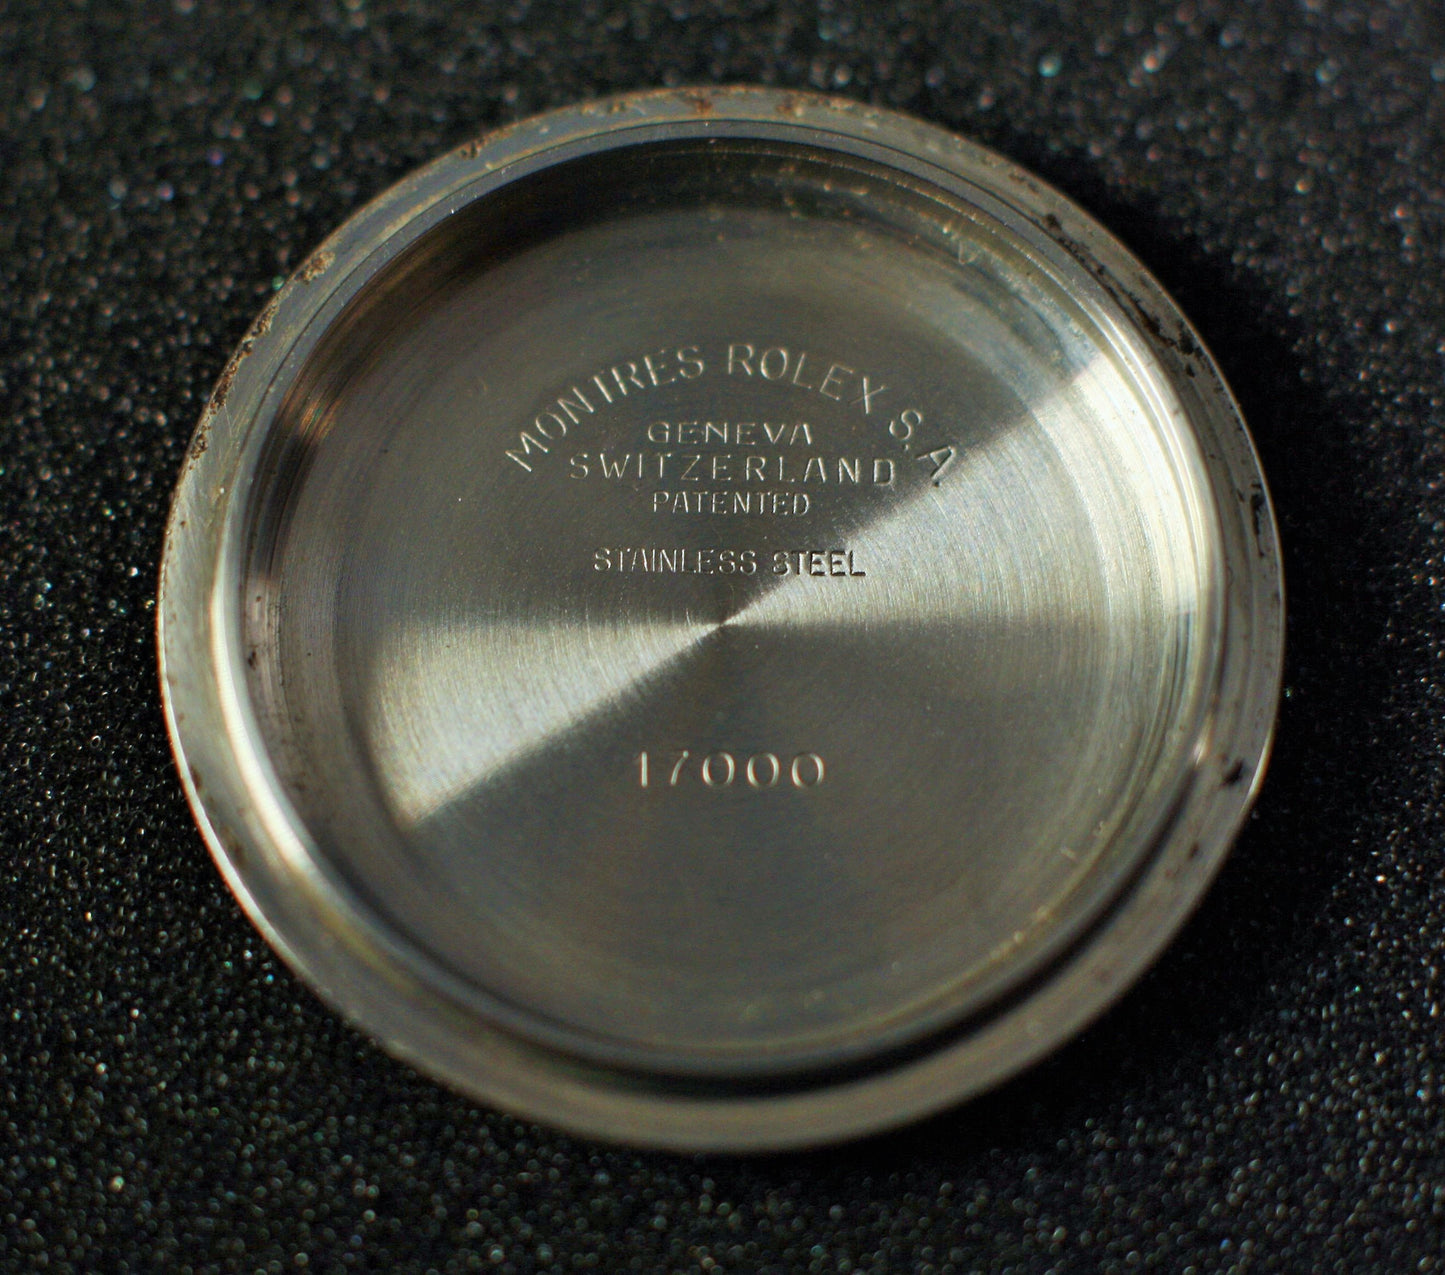 MONTRES ROLEX S.A.
GENEVA
SWITZERLAND
PATENTED
STAINLESS STEEL
17000